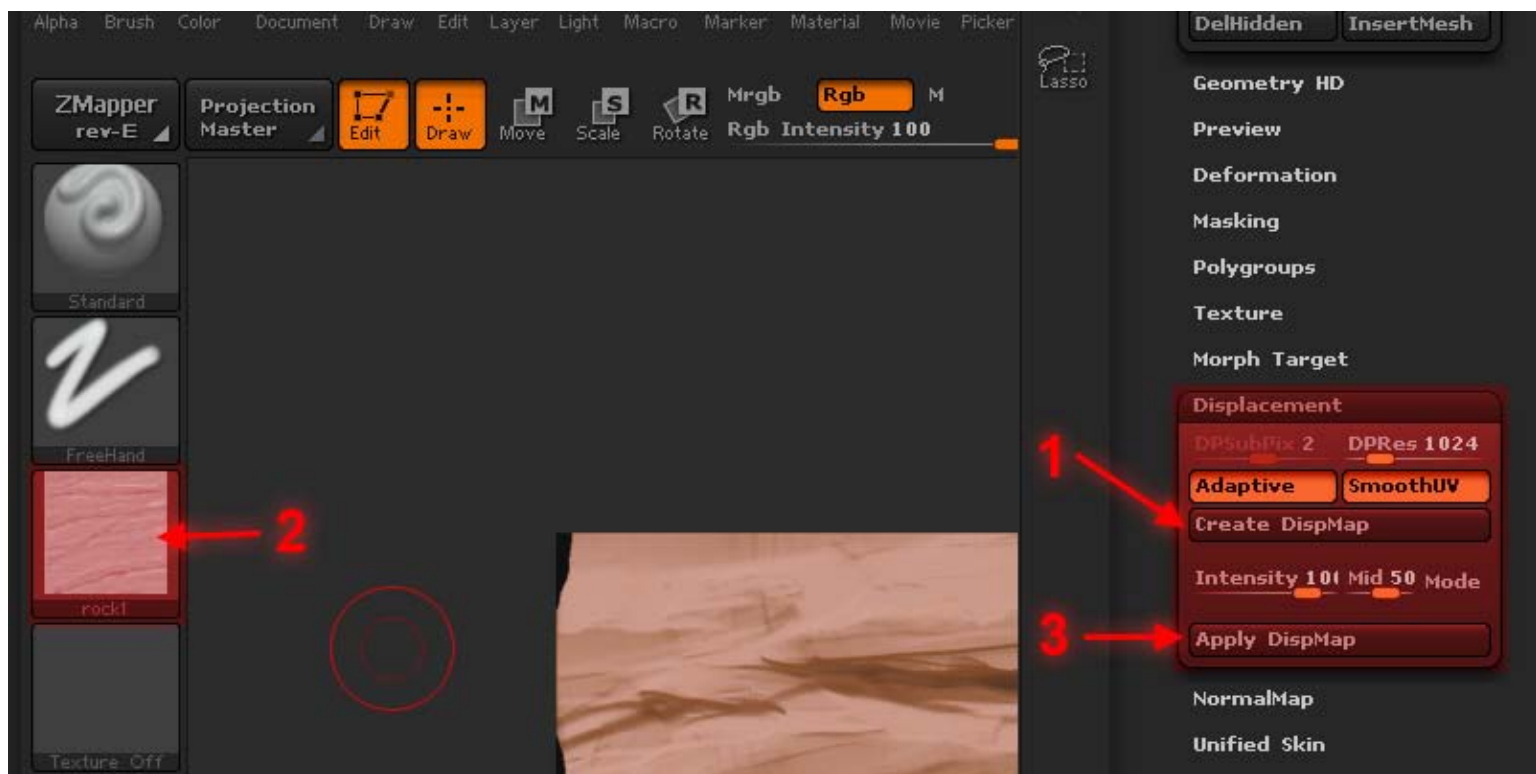 Alpha Brush Color Document Draw Edit Layer Light Macro Marker Material Movie Picker
ZMapper
rev-E
Projection
Master
Edit
Draw
Move
Scale
Rotate
M
S
R
Mrgb Rgb M
Rgb Intensity 100
Standard
FreeHand
2
rock1
Texture Off
Lasso
DelHidden InsertMesh
Geometry HD
Preview
Deformation
Masking
Polygroups
Texture
Morph Target
Displacement
DPSubPix 2 DPRes 1024
1
Adaptive SmoothUV
Create DispMap
Intensity 100 Mid 50 Mode
3
Apply DispMap
NormalMap
Unified Skin